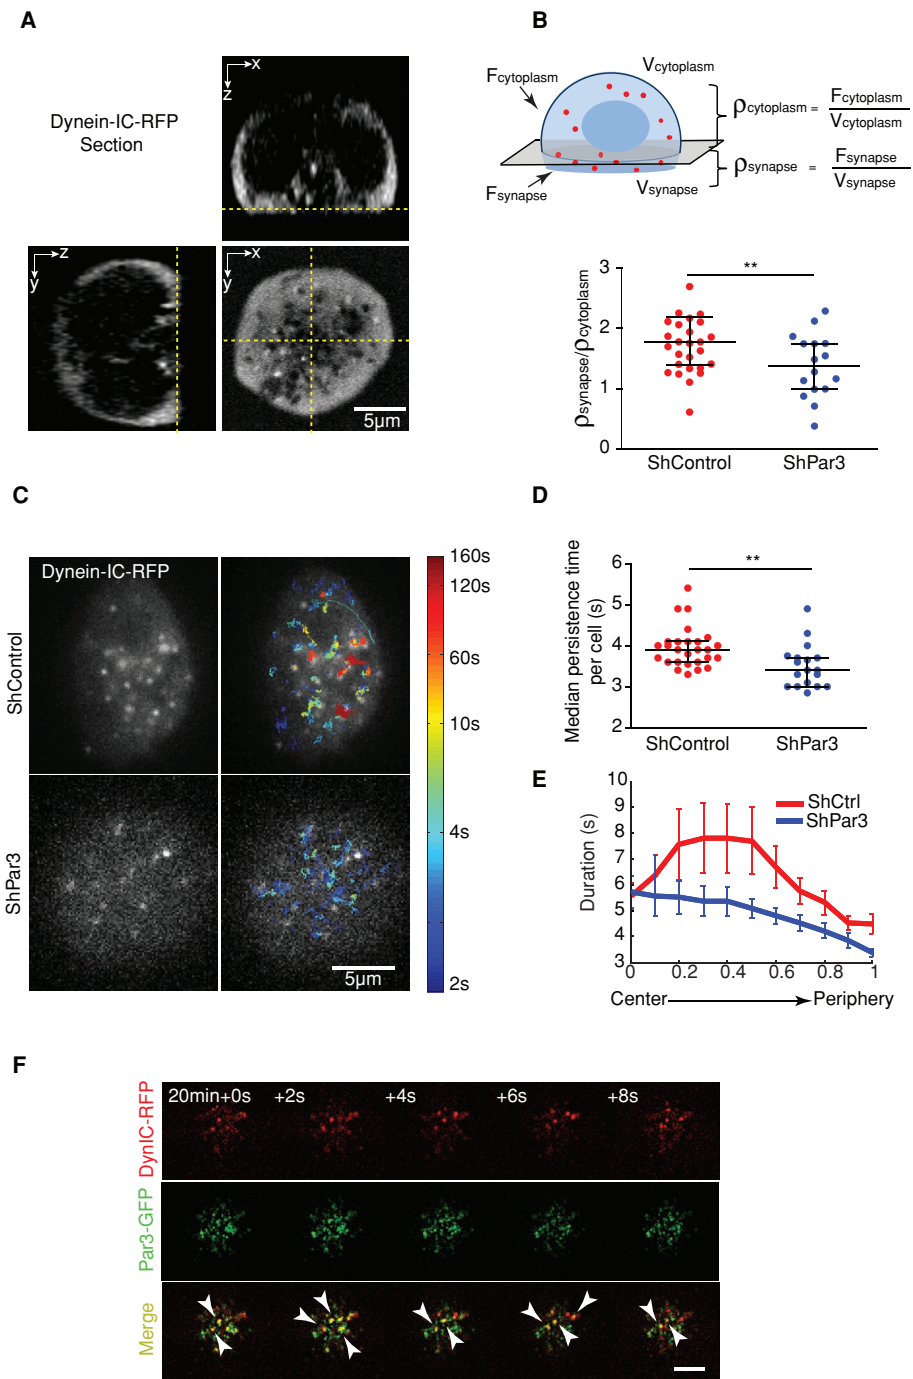 A
Dynein-IC-RFP
Section
x
z
z
y
x
y
5μm
B
Fcytoplasm
Vcytoplasm
Fsynapse
Vsynapse
ρcytoplasm = Fcytoplasm
Vcytoplasm
ρsynapse = Fsynapse
Vsynapse
ρsynapse/ρcytoplasm
3
2
1
0
**
ShControl
ShPar3
C
Dynein-IC-RFP
ShControl
ShPar3
5μm
160s
120s
60s
10s
4s
2s
D
Median persistence time
per cell (s)
6
5
4
3
2
**
ShControl
ShPar3
E
Duration (s)
10
9
8
7
6
5
4
3
ShCtrl
ShPar3
0 0.2 0.4 0.6 0.8 1
Center Periphery
F
DynIC-RFP
20min+0s +2s +4s +6s +8s
Par3-GFP
Merge